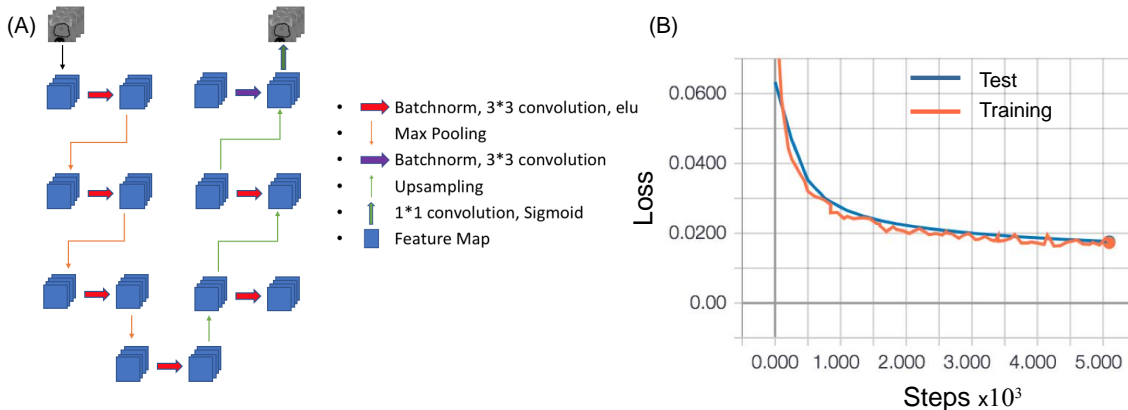 (A)
• Batchnorm, 3*3 convolution, elu
• Max Pooling
• Batchnorm, 3*3 convolution
• Upsampling
• 1*1 convolution, Sigmoid
• Feature Map
(B)
Test
Training
Loss
0.0600
0.0400
0.0200
0.00
0.000 1.000 2.000 3.000 4.000 5.000
Steps x10³